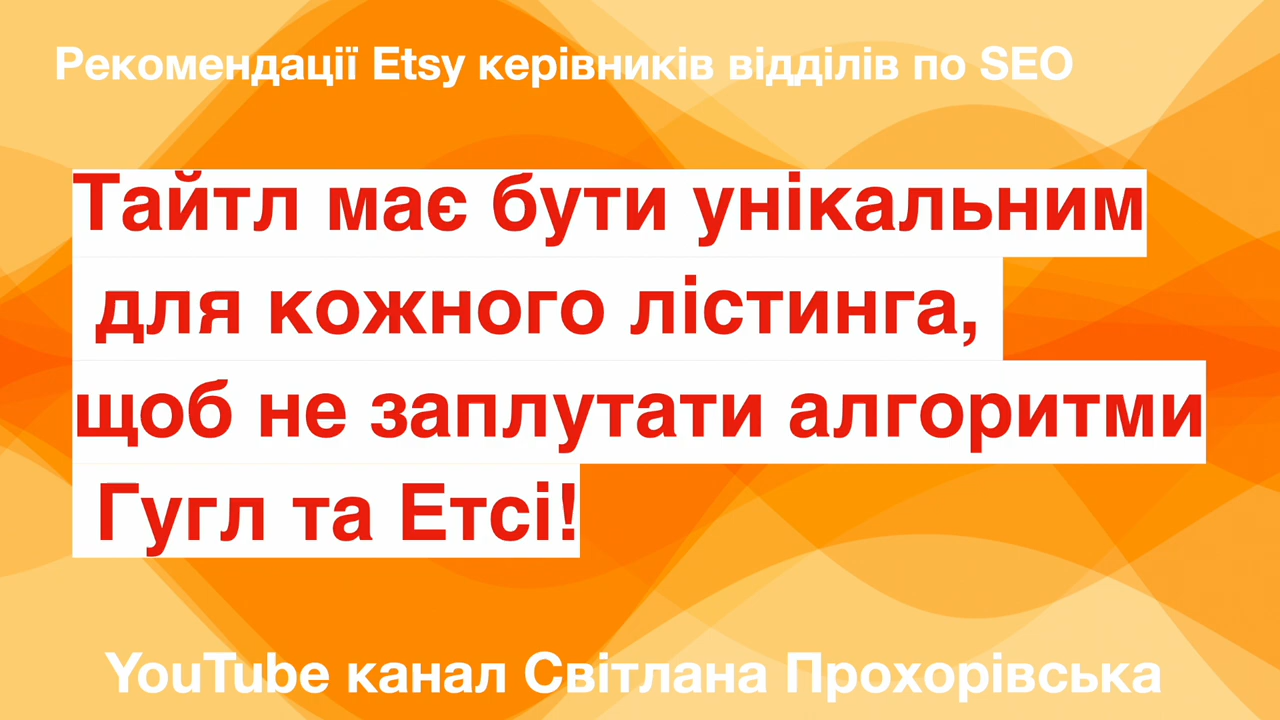 Рекомендації Etsy керівників відділів по SEO
Тайтл має бути унікальним
для кожного лістинга,
щоб не заплутати алгоритми
Гугл та Етсі!
YouTube канал Світлана Прохорівська